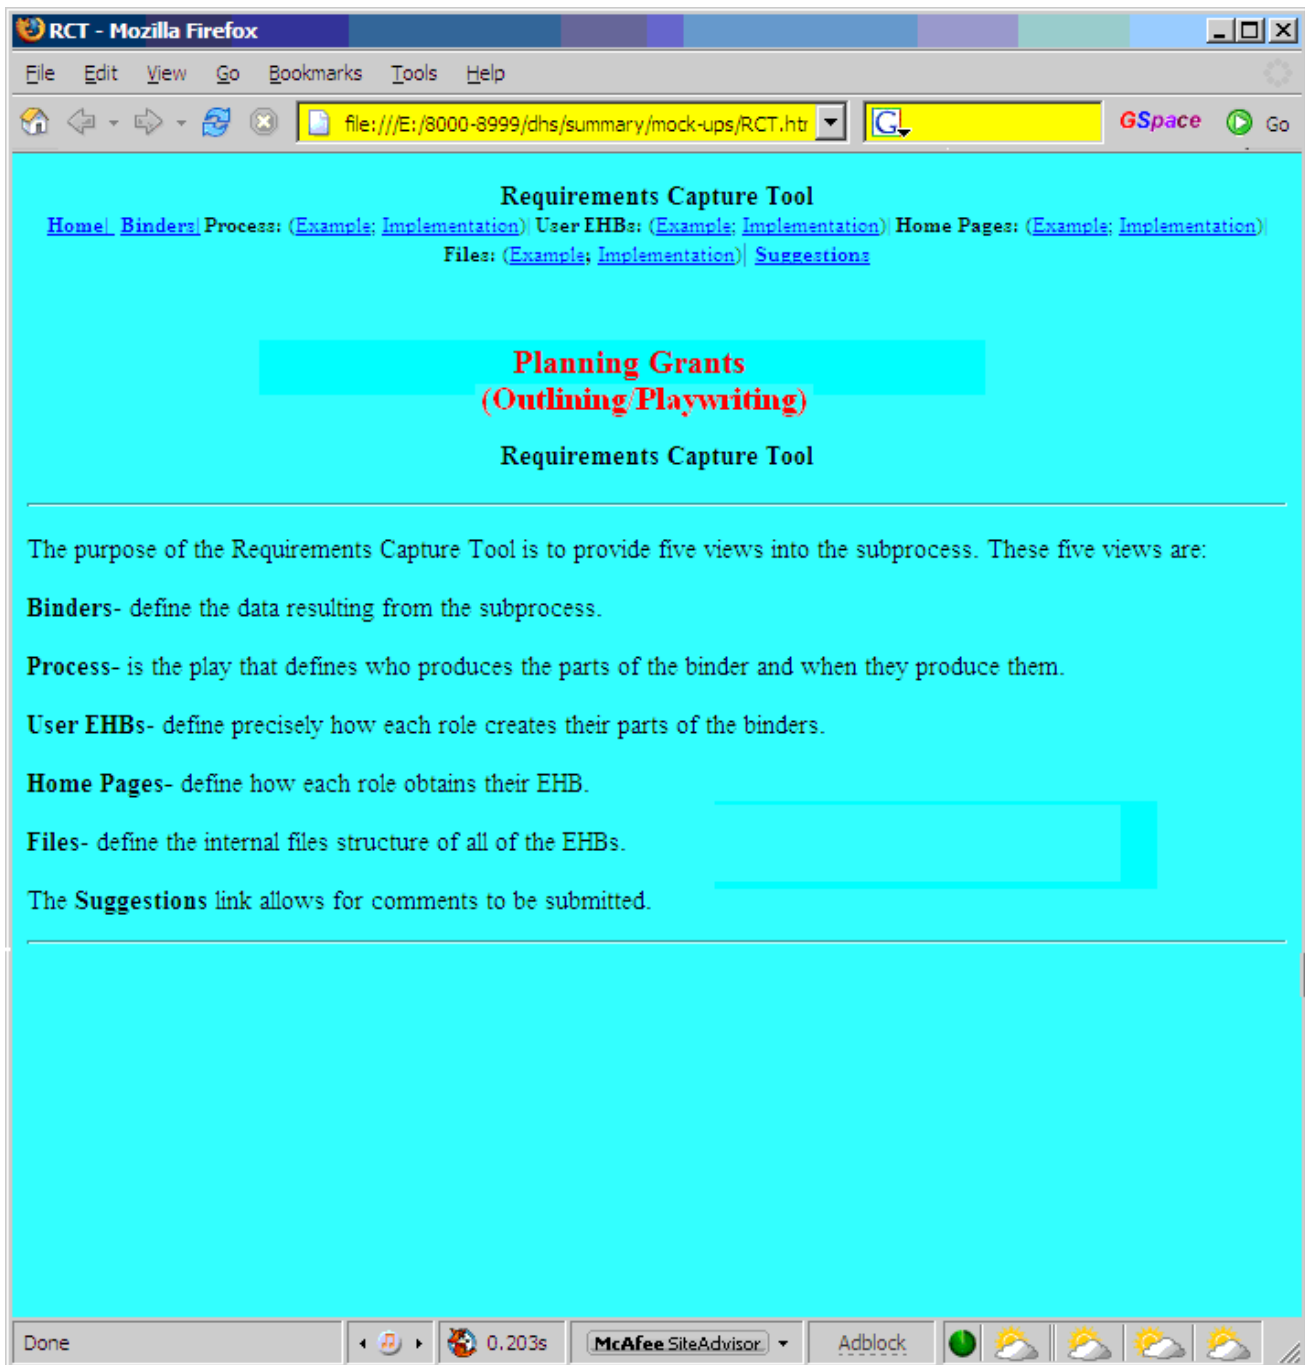 RCT - Mozilla Firefox
File Edit View Go Bookmarks Tools Help
file:///E:/8000-8999/dhs/summary/mock-ups/RCT.htr G GSpace Go
Requirements Capture Tool
Home| Binders| Process: (Example; Implementation)| User EHBs: (Example; Implementation)| Home Pages: (Example; Implementation)|
Files: (Example; Implementation)| Suggestions
Planning Grants
(Outlining/Playwriting)
Requirements Capture Tool
The purpose of the Requirements Capture Tool is to provide five views into the subprocess. These five views are:
Binders- define the data resulting from the subprocess.
Process- is the play that defines who produces the parts of the binder and when they produce them.
User EHBs- define precisely how each role creates their parts of the binders.
Home Pages- define how each role obtains their EHB.
Files- define the internal files structure of all of the EHBs.
The Suggestions link allows for comments to be submitted.
Done 0.203s McAfee SiteAdvisor Adblock